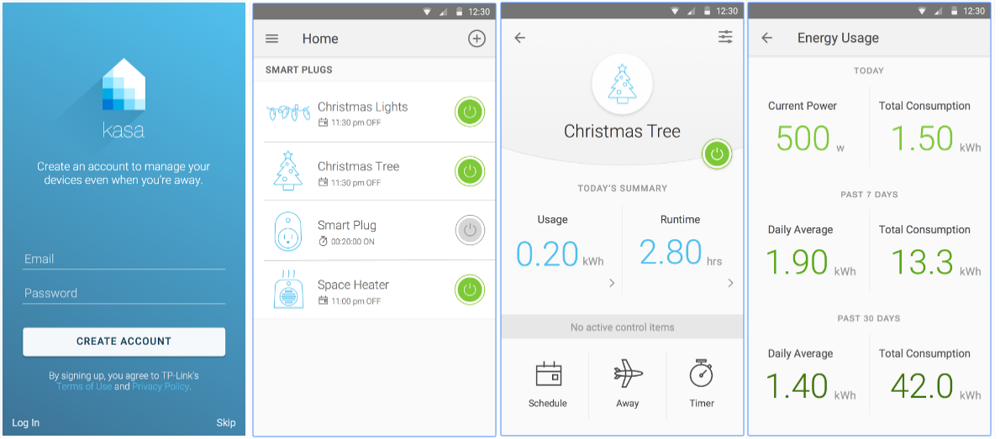 kasa
Create an account to manage your
devices even when you're away.
Email
Password
CREATE ACCOUNT
By signing up, you agree to TP-Link's
Terms of Use and Privacy Policy.
Log In
Skip
12:30
Home
SMART PLUGS
Christmas Lights
11:30 pm OFF
Christmas Tree
11:30 pm OFF
Smart Plug
00:20:00 ON
Space Heater
11:00 pm OFF
12:30
Christmas Tree
TODAY'S SUMMARY
Usage Runtime
0.20 kWh 2.80 hrs
No active control items
Schedule Away Timer
12:30
Energy Usage
TODAY
Current Power Total Consumption
500 w 1.50 kWh
PAST 7 DAYS
Daily Average Total Consumption
1.90 kWh 13.3 kWh
PAST 30 DAYS
Daily Average Total Consumption
1.40 kWh 42.0 kWh